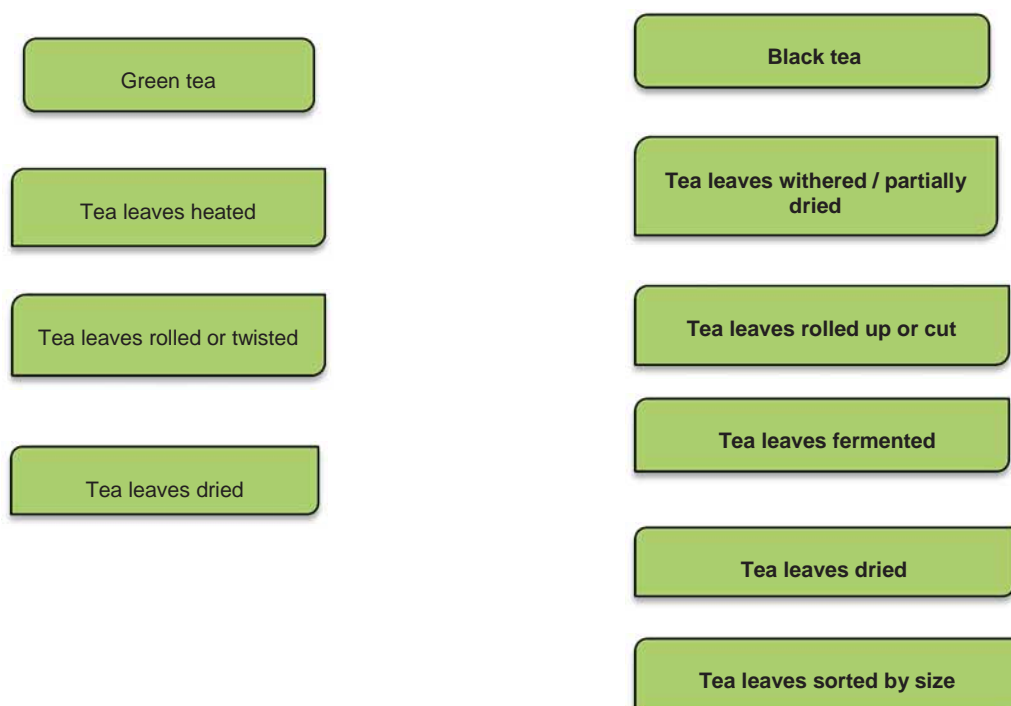 Green tea
Tea leaves heated
Tea leaves rolled or twisted
Tea leaves dried
Black tea
Tea leaves withered / partially
dried
Tea leaves rolled up or cut
Tea leaves fermented
Tea leaves dried
Tea leaves sorted by size